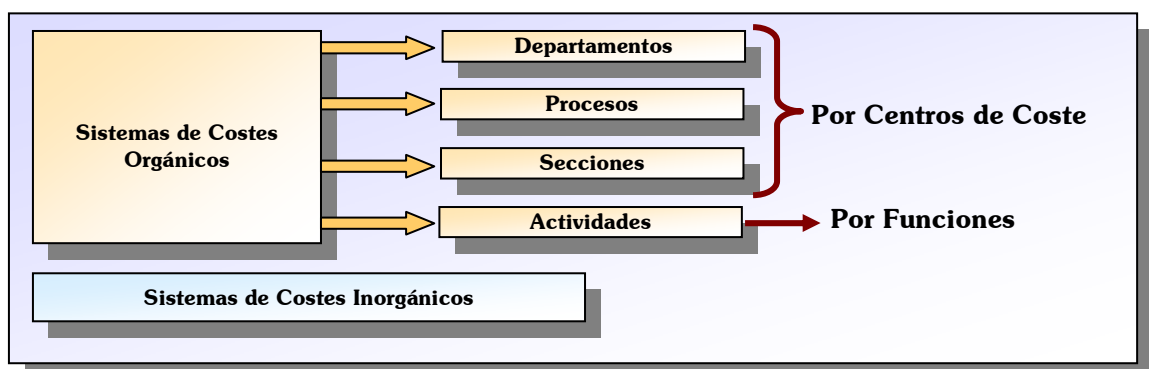 Sistemas de Costes
Orgánicos
Departamentos
Procesos
Secciones
Por Centros de Coste
Actividades
Por Funciones
Sistemas de Costes Inorgánicos